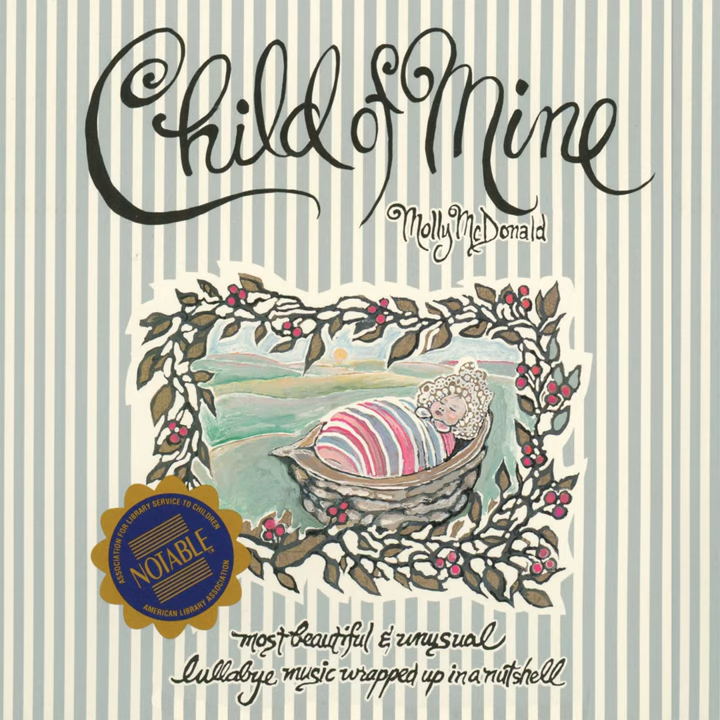 Child of Mine
Molly McDonald
ASSOCIATION FOR LIBRARY SERVICE TO CHILDREN
NOTABLE
AMERICAN LIBRARY ASSOCIATION
most beautiful & unusual
lullabye music wrapped up in a nutshell